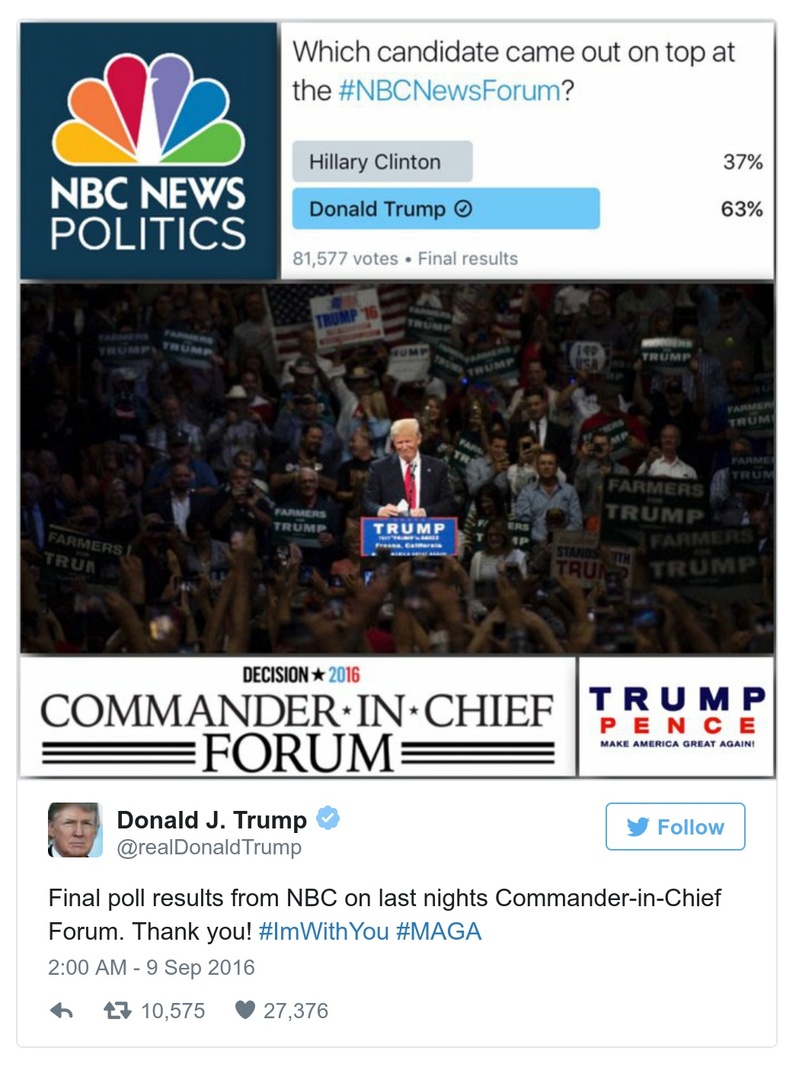 NBC NEWS
POLITICS
Which candidate came out on top at
the #NBCNewsForum?
Hillary Clinton 37%
Donald Trump 63%
81,577 votes • Final results
TRUMP '16
FARMERS
TRUMP
FARMERS
TRUMP
FARMERS
TRUMP
TRUMP
FARMERS
TRUMP
FARMERS
TRUMP
FARMERS
TRUMP
TRUMP
Fresno, California
FARMERS
TRUMP
FARMERS
TRUMP
STANDS
DECISION ★ 2016
COMMANDER★IN★CHIEF
FORUM
TRUMP
PENCE
MAKE AMERICA GREAT AGAIN!
Donald J. Trump
@realDonaldTrump
Follow
Final poll results from NBC on last nights Commander-in-Chief
Forum. Thank you! #ImWithYou #MAGA
2:00 AM - 9 Sep 2016
10,575 27,376